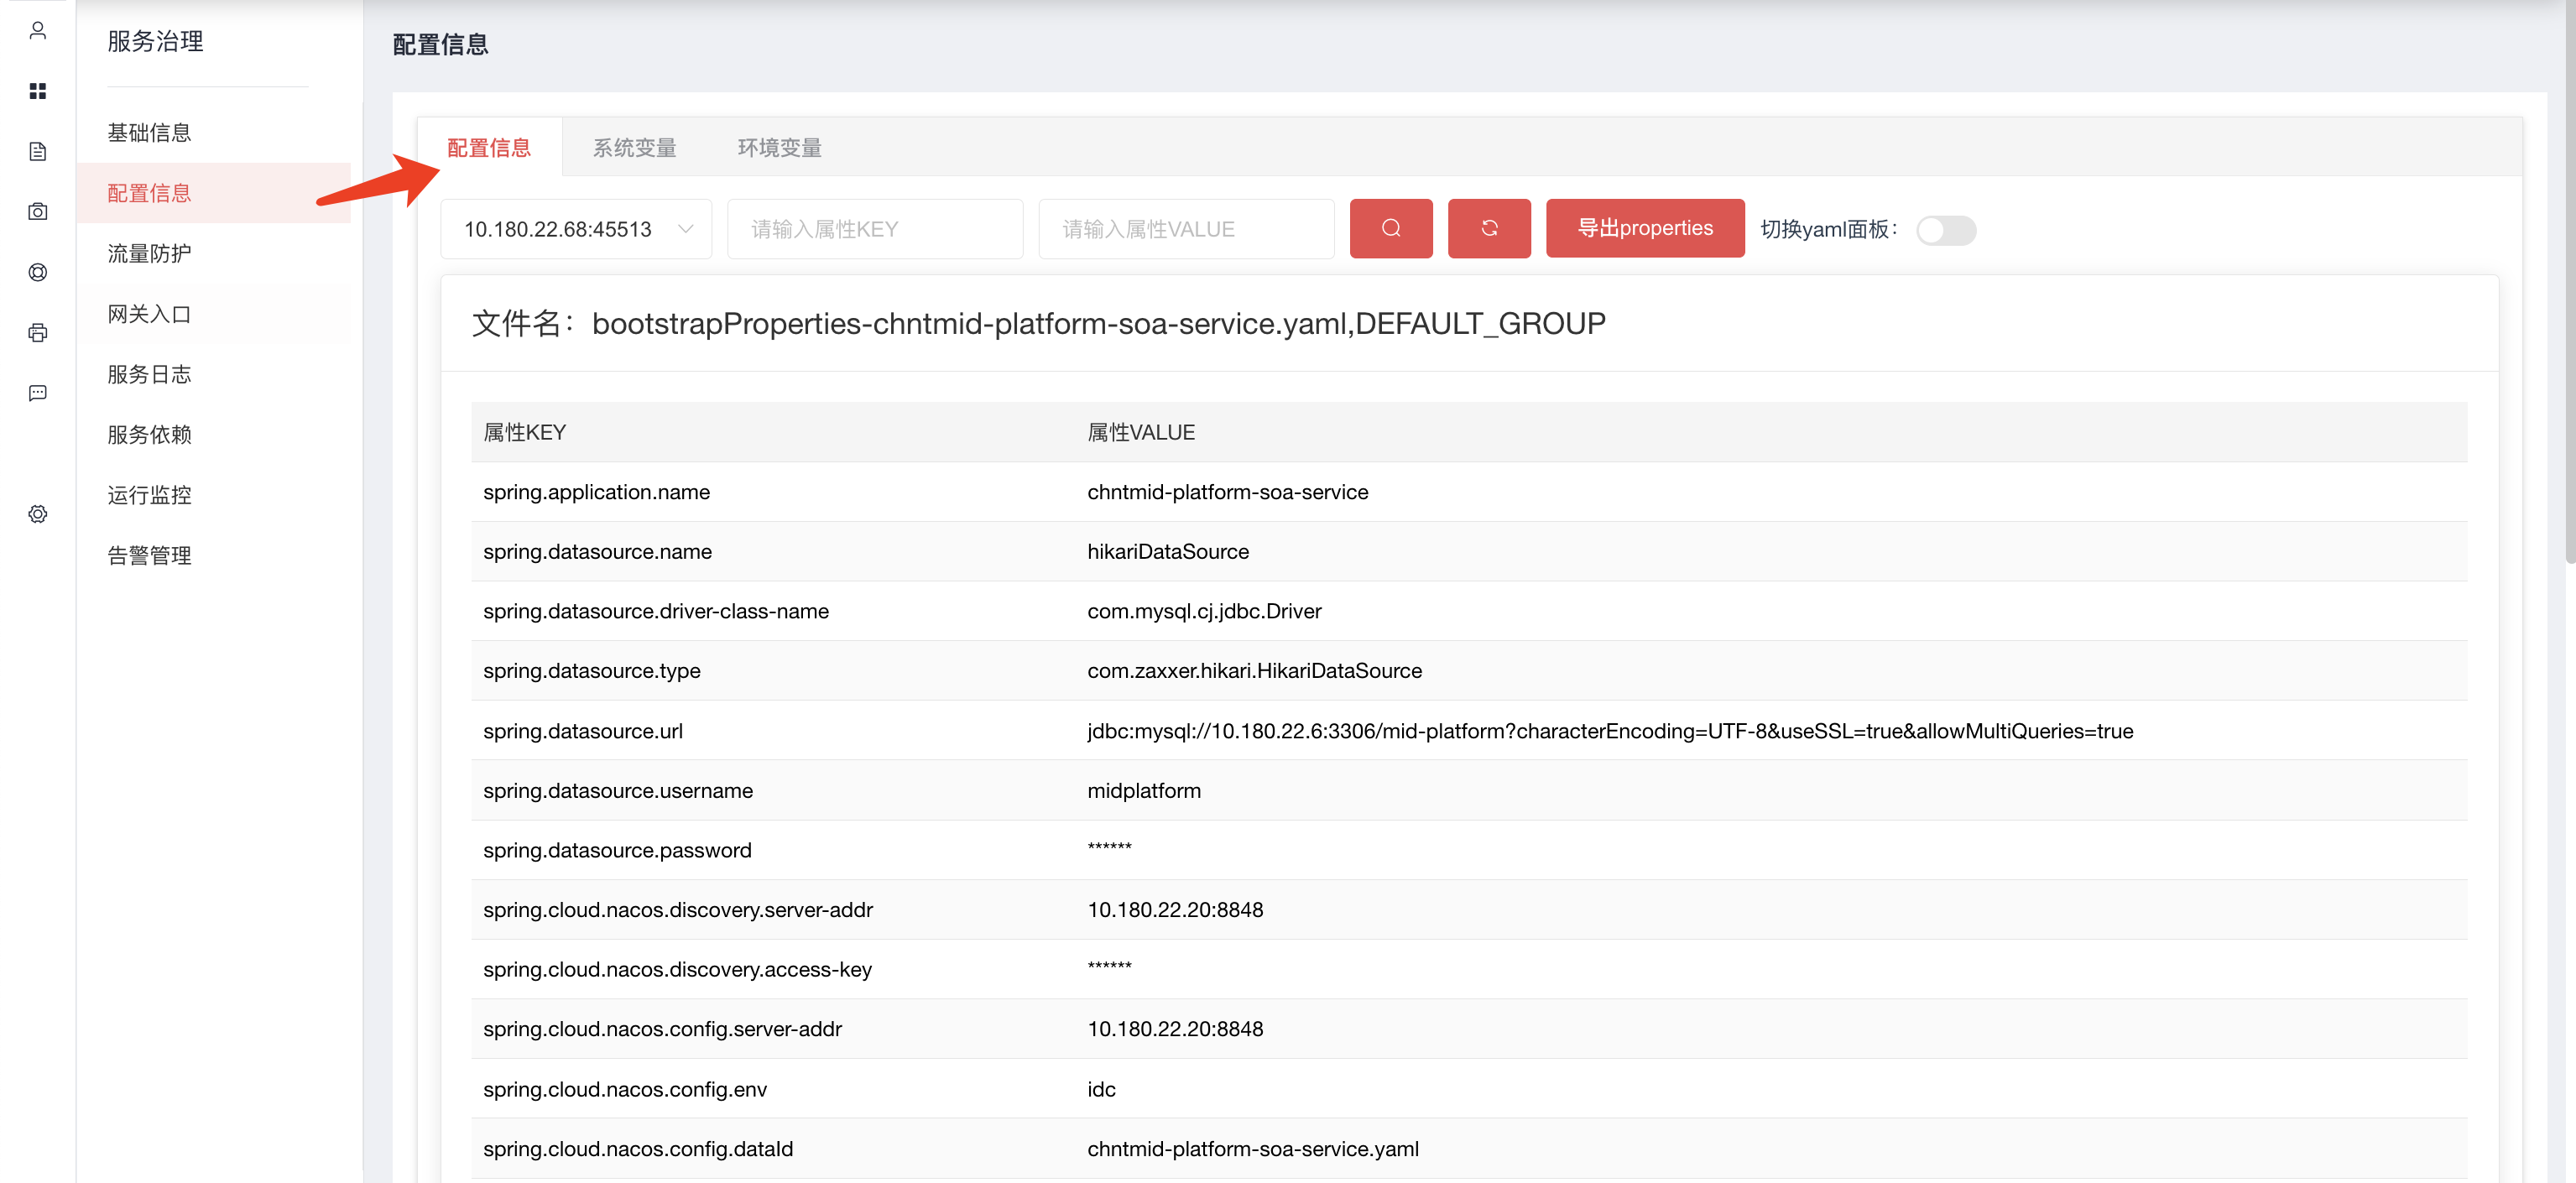 服务治理
基础信息
配置信息
流量防护
网关入口
服务日志
服务依赖
运行监控
告警管理
配置信息
配置信息 系统变量 环境变量
10.180.22.68:45513 请输入属性KEY 请输入属性VALUE 导出properties 切换yaml面板：
文件名：bootstrapProperties-chntmid-platform-soa-service.yaml,DEFAULT_GROUP
属性KEY 属性VALUE
spring.application.name chntmid-platform-soa-service
spring.datasource.name hikariDataSource
spring.datasource.driver-class-name com.mysql.cj.jdbc.Driver
spring.datasource.type com.zaxxer.hikari.HikariDataSource
spring.datasource.url jdbc:mysql://10.180.22.6:3306/mid-platform?characterEncoding=UTF-8&useSSL=true&allowMultiQueries=true
spring.datasource.username midplatform
spring.datasource.password ******
spring.cloud.nacos.discovery.server-addr 10.180.22.20:8848
spring.cloud.nacos.discovery.access-key ******
spring.cloud.nacos.config.server-addr 10.180.22.20:8848
spring.cloud.nacos.config.env idc
spring.cloud.nacos.config.dataId chntmid-platform-soa-service.yaml